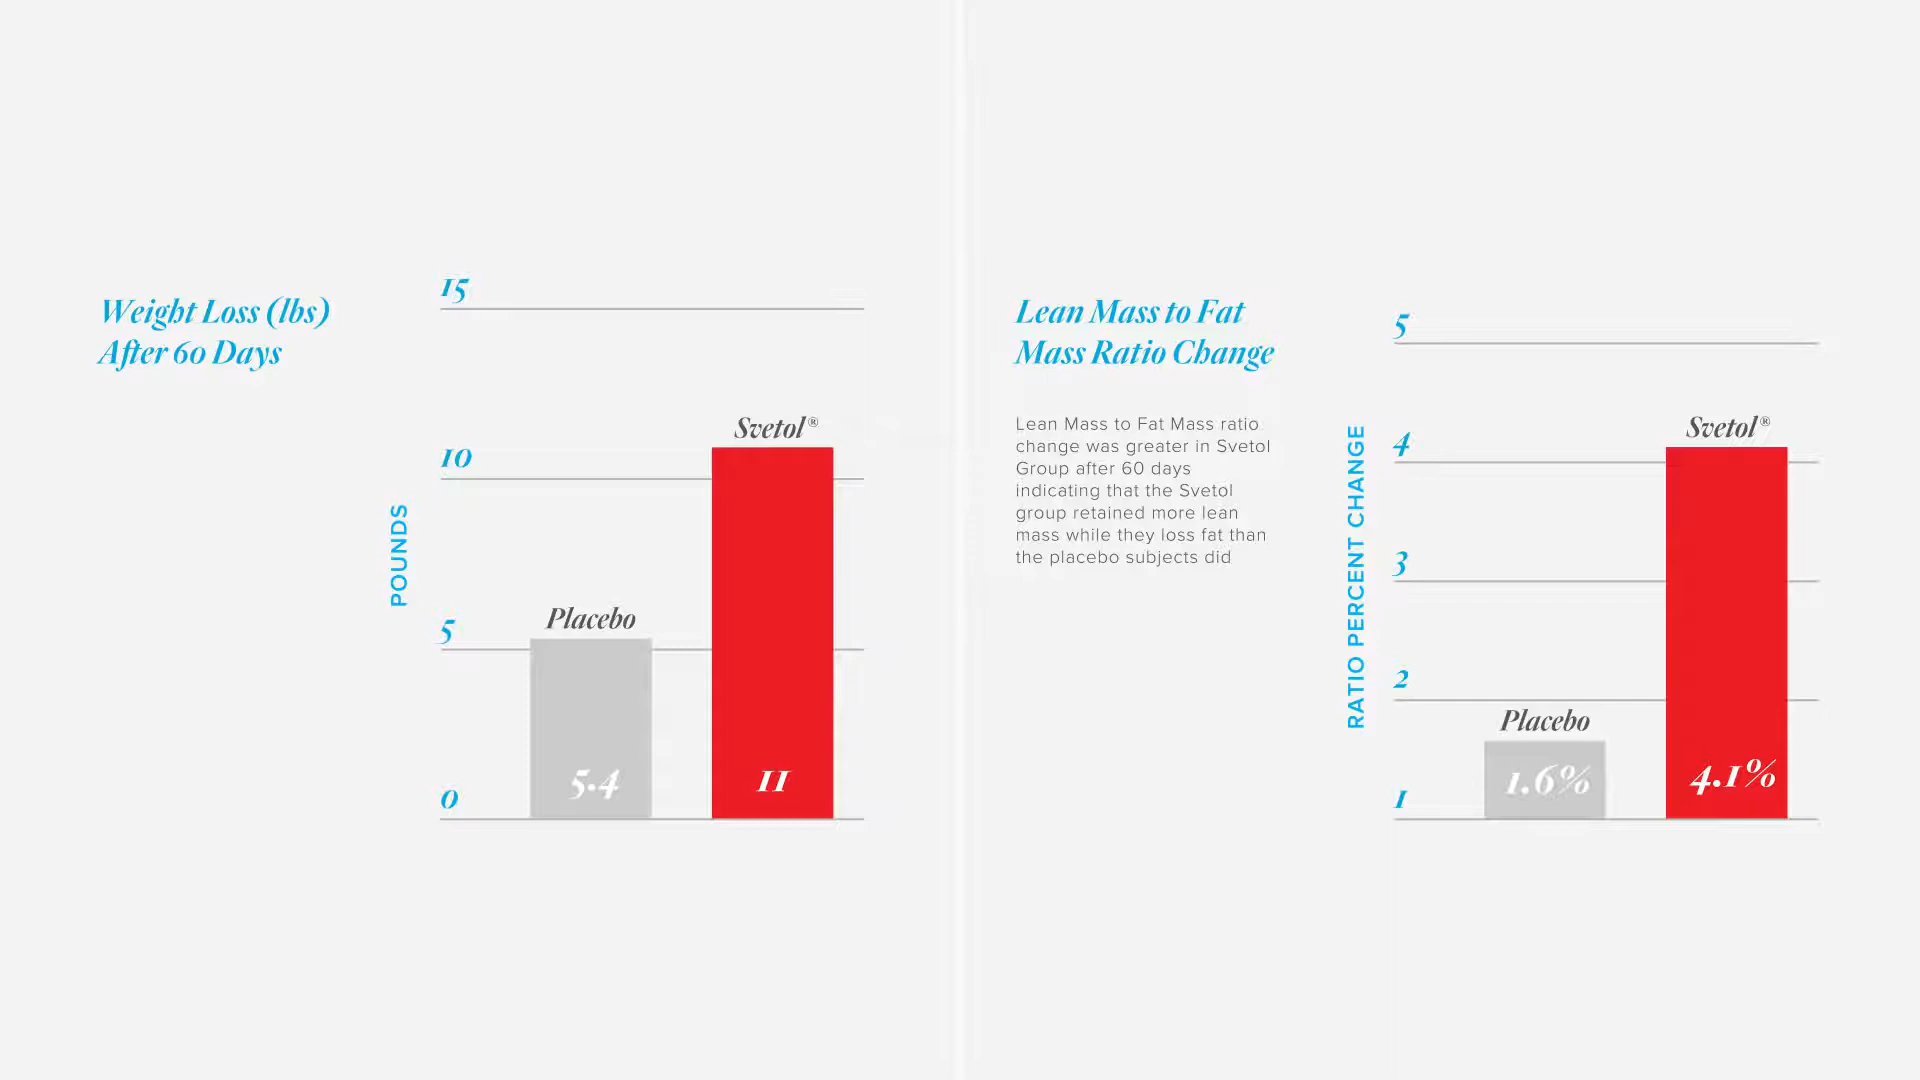 Weight Loss (lbs)
After 60 Days
POUNDS
15
10
5
0
Placebo
5.4
Svetol®
11
Lean Mass to Fat
Mass Ratio Change
Lean Mass to Fat Mass ratio
change was greater in Svetol
Group after 60 days
indicating that the Svetol
group retained more lean
mass while they loss fat than
the placebo subjects did
RATIO PERCENT CHANGE
5
4
3
2
1
Placebo
1.6%
Svetol®
4.1%